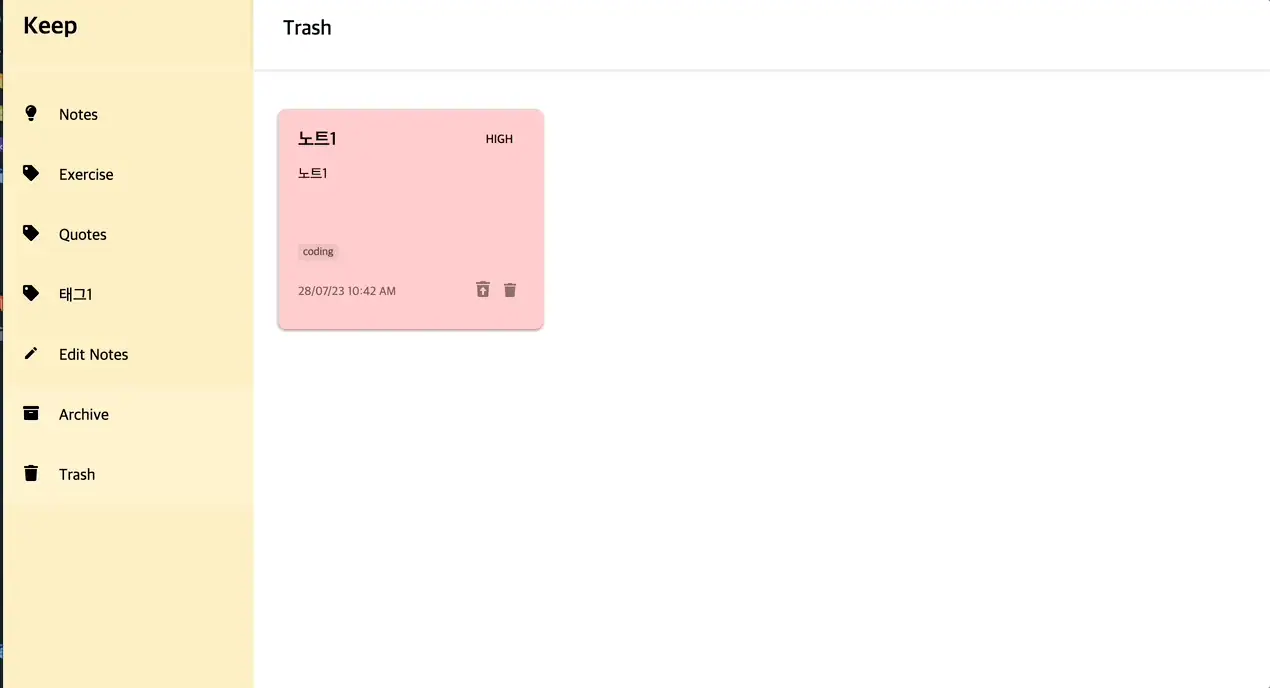 Keep
Notes
Exercise
Quotes
태그1
Edit Notes
Archive
Trash
Trash
노트1 HIGH
노트1
coding
28/07/23 10:42 AM